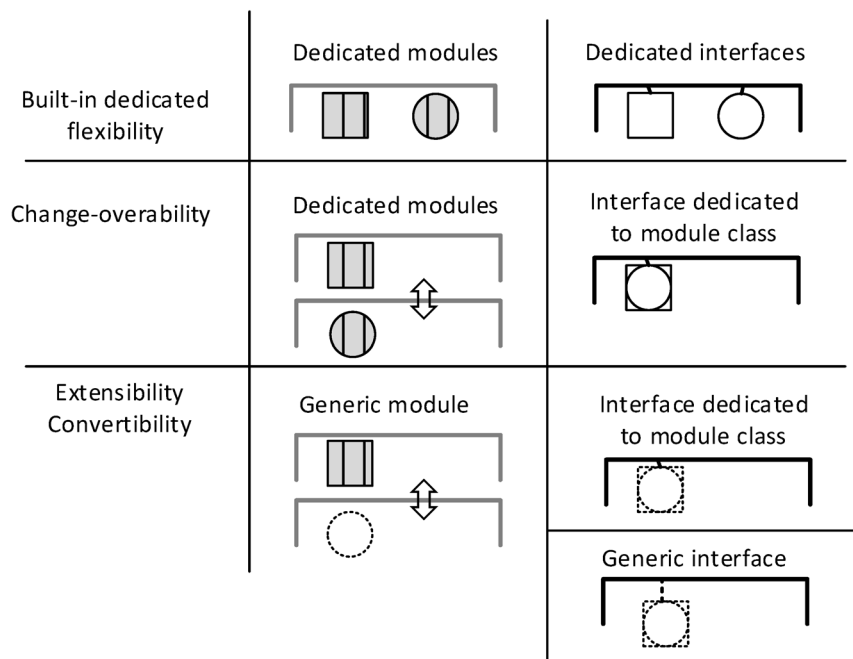 Dedicated modules
Dedicated interfaces
Built-in dedicated
flexibility
Change-overability
Dedicated modules
Interface dedicated
to module class
Extensibility
Convertibility
Generic module
Interface dedicated
to module class
Generic interface